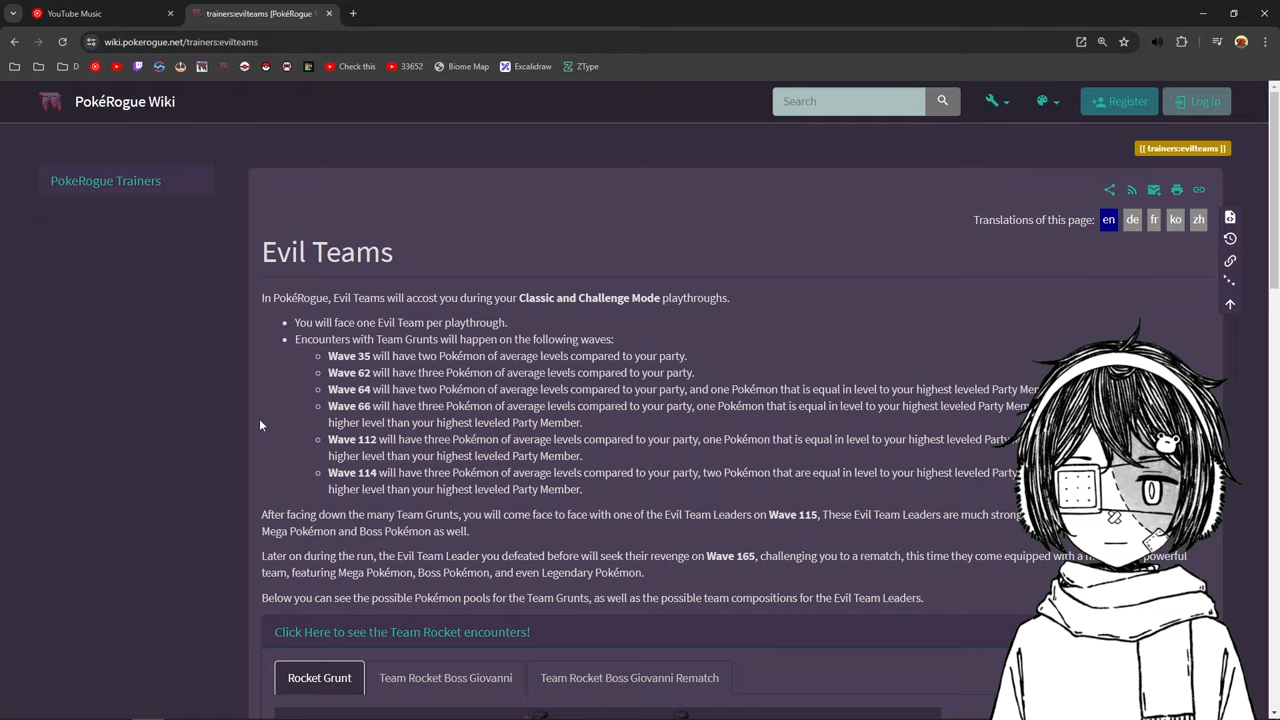 YouTube Music
trainers:evilteams [PokéRogue
wiki.pokerogue.net/trainers:evilteams
D
Check this
33652
Biome Map
Excalidraw
ZType
PokéRogue Wiki
Search
Register
Log In
[[ trainers:evilteams ]]
PokeRogue Trainers
Translations of this page: en de fr ko zh
Evil Teams
In PokéRogue, Evil Teams will accost you during your Classic and Challenge Mode playthroughs.
You will face one Evil Team per playthrough.
Encounters with Team Grunts will happen on the following waves:
Wave 35 will have two Pokémon of average levels compared to your party.
Wave 62 will have three Pokémon of average levels compared to your party.
Wave 64 will have two Pokémon of average levels compared to your party, and one Pokémon that is equal in level to your highest leveled Party
Wave 66 will have three Pokémon of average levels compared to your party, one Pokémon that is equal in level to your highest leveled Party
higher level than your highest leveled Party Member.
Wave 112 will have three Pokémon of average levels compared to your party, one Pokémon that is equal in level to your highest leveled
higher level than your highest leveled Party Member.
Wave 114 will have three Pokémon of average levels compared to your party, two Pokémon that are equal in level to your highest leveled
higher level than your highest leveled Party Member.
After facing down the many Team Grunts, you will come face to face with one of the Evil Team Leaders on Wave 115, These Evil Team Leaders are much
Mega Pokémon and Boss Pokémon as well.
Later on during the run, the Evil Team Leader you defeated before will seek their revenge on Wave 165, challenging you to a rematch, this time they come equipped with a
team, featuring Mega Pokémon, Boss Pokémon, and even Legendary Pokémon.
Below you can see the possible Pokémon pools for the Team Grunts, as well as the possible team compositions for the Evil Team Leaders.
Click Here to see the Team Rocket encounters!
Rocket Grunt
Team Rocket Boss Giovanni
Team Rocket Boss Giovanni Rematch